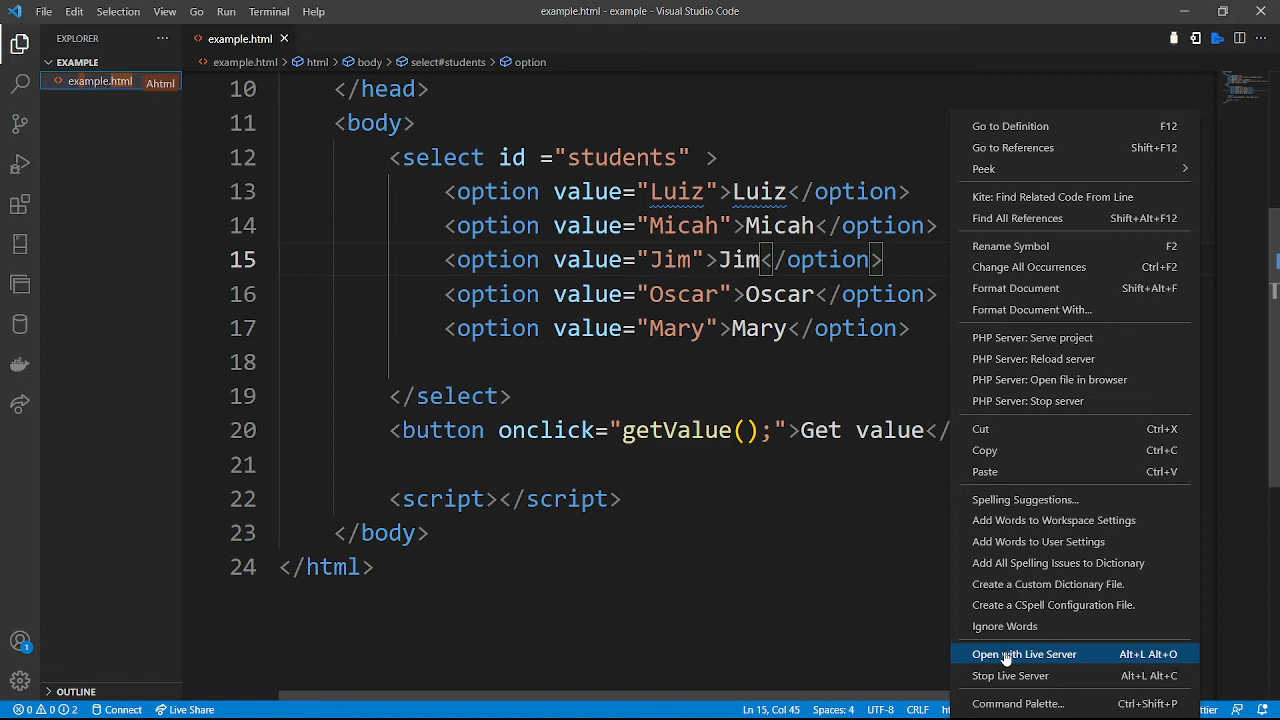 File Edit Selection View Go Run Terminal Help example.html - example - Visual Studio Code
EXPLORER
example.html
EXAMPLE
example.html > html > body > select#students > option
example.html Ahtml
10 </head>
11 <body>
12 <select id ="students" >
13 <option value="Luiz">Luiz</option>
14 <option value="Micah">Micah</option>
15 <option value="Jim">Jim</option>
16 <option value="Oscar">Oscar</option>
17 <option value="Mary">Mary</option>
18
19 </select>
20 <button onclick="getValue();">Get value</
21
22 <script></script>
23 </body>
24 </html>
Go to Definition F12
Go to References Shift+F12
Peek
Kite: Find Related Code From Line
Find All References Shift+Alt+F12
Rename Symbol F2
Change All Occurrences Ctrl+F2
Format Document Shift+Alt+F
Format Document With...
PHP Server: Serve project
PHP Server: Reload server
PHP Server: Open file in browser
PHP Server: Stop server
Cut Ctrl+X
Copy Ctrl+C
Paste Ctrl+V
Spelling Suggestions...
Add Words to Workspace Settings
Add Words to User Settings
Add All Spelling Issues to Dictionary
Create a Custom Dictionary File.
Create a CSpell Configuration File.
Ignore Words
Open with Live Server Alt+L Alt+O
Stop Live Server Alt+L Alt+C
Command Palette... Ctrl+Shift+P
1
OUTLINE
0 0 2 Connect Live Share Ln 15, Col 45 Spaces: 4 UTF-8 CRLF